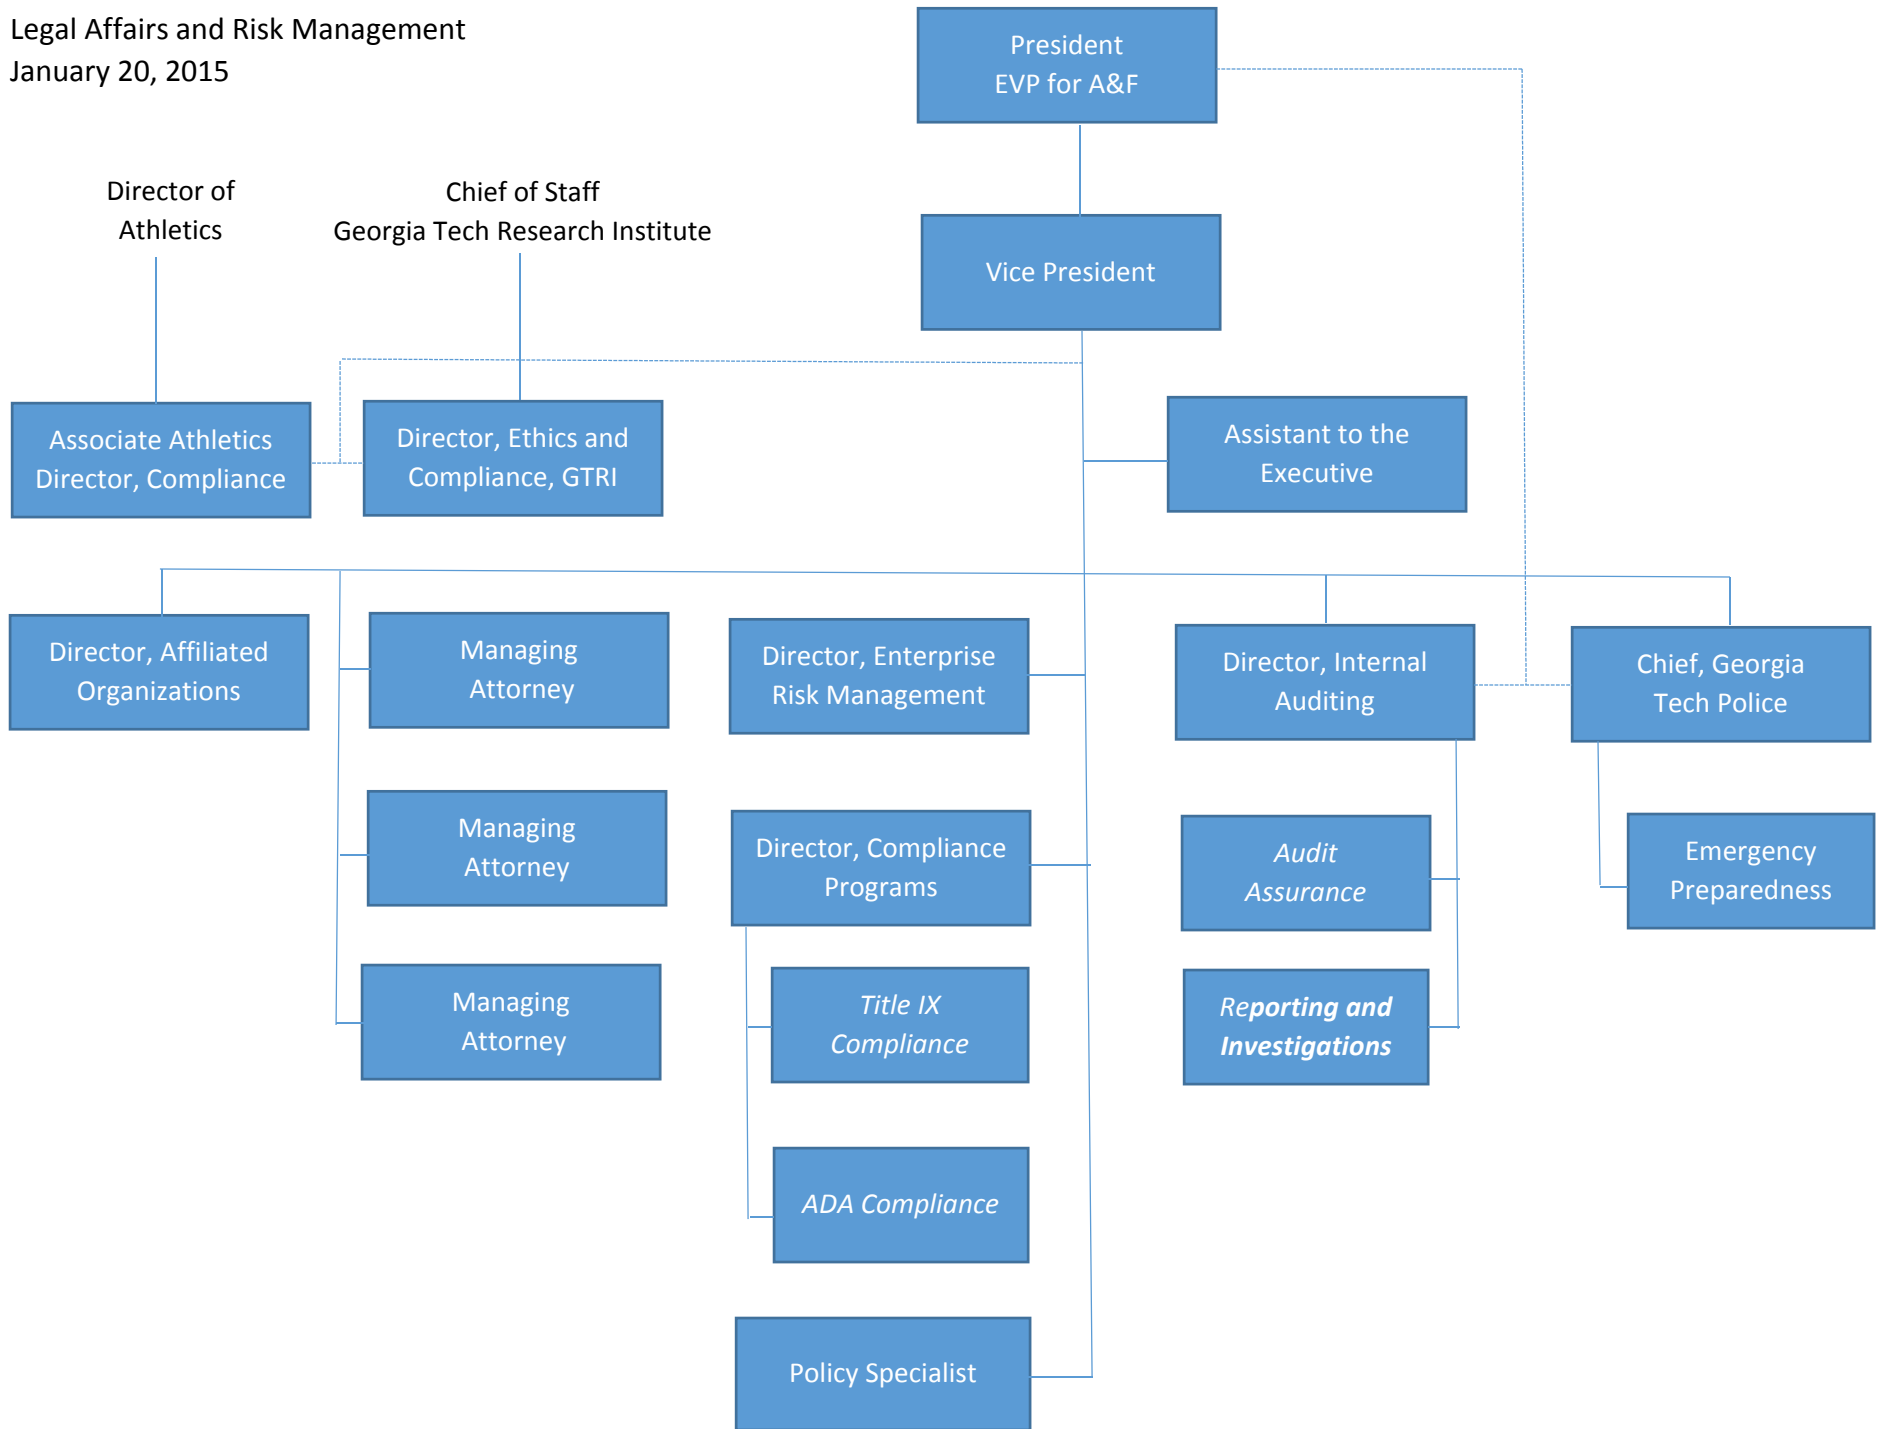 Legal Affairs and Risk Management
January 20, 2015
President
EVP for A&F
Director of
Athletics
Chief of Staff
Georgia Tech Research Institute
Vice President
Associate Athletics
Director, Compliance
Director, Ethics and
Compliance, GTRI
Assistant to the
Executive
Director, Affiliated
Organizations
Managing
Attorney
Director, Enterprise
Risk Management
Director, Internal
Auditing
Chief, Georgia
Tech Police
Managing
Attorney
Director, Compliance
Programs
Audit
Assurance
Emergency
Preparedness
Managing
Attorney
Title IX
Compliance
Reporting and
Investigations
ADA Compliance
Policy Specialist